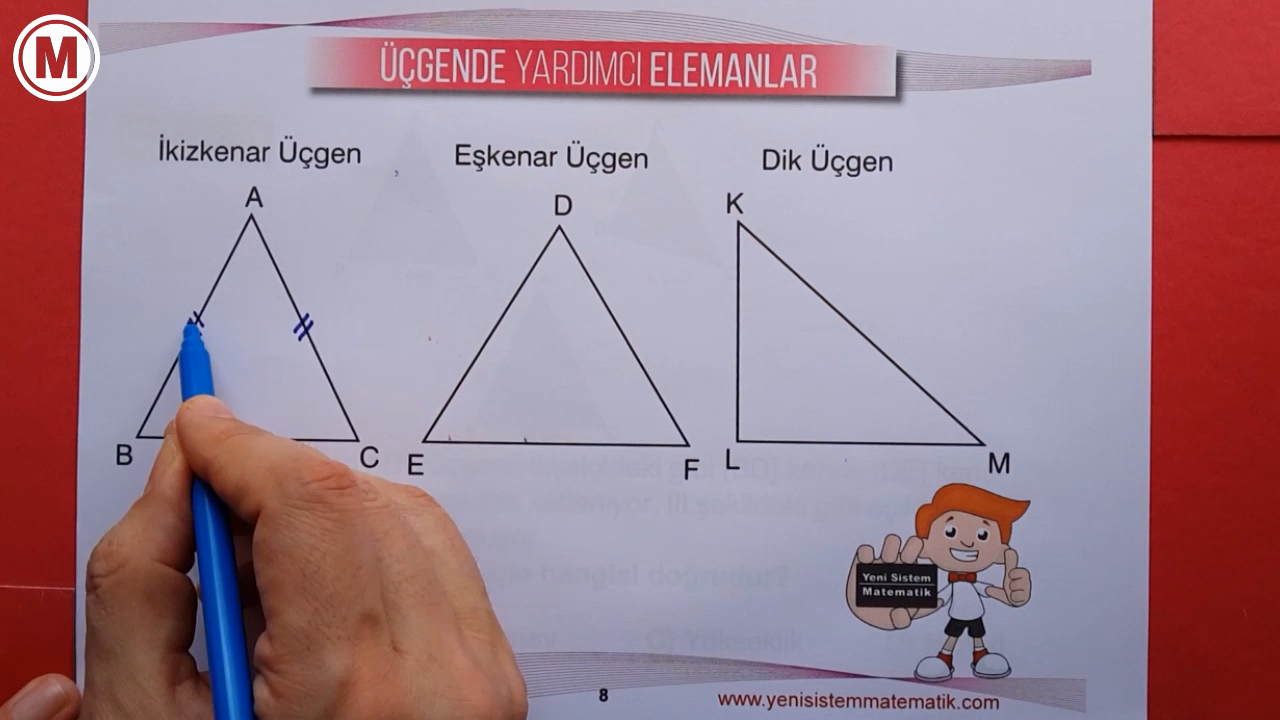 M
ÜÇGENDE YARDIMCI ELEMANLAR
İkizkenar Üçgen
Eşkenar Üçgen
Dik Üçgen
A
D
K
B
C
E
F
L
M
Yeni Sistem
Matematik
8
www.yenisistemmatematik.com